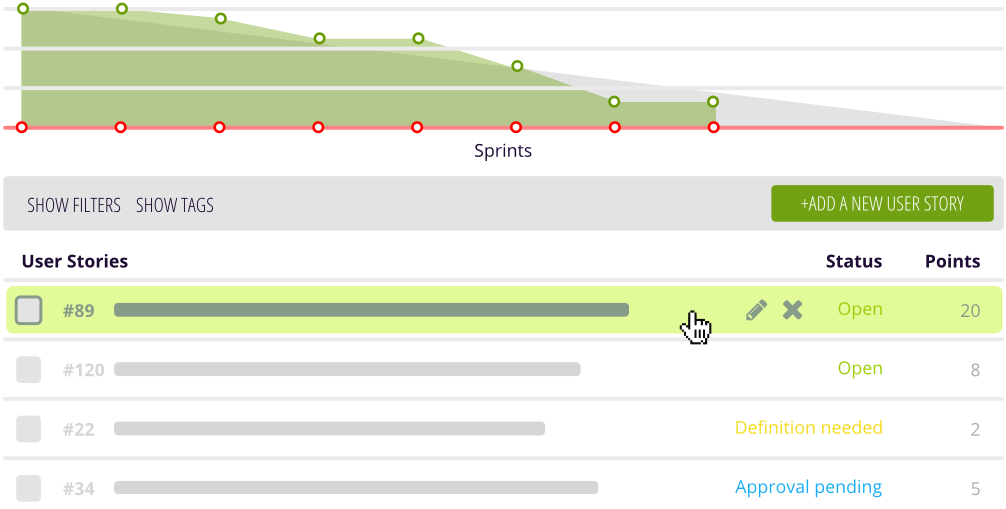 Sprints
SHOW FILTERS SHOW TAGS +ADD A NEW USER STORY
User Stories Status Points
#89 Open 20
#120 Open 8
#22 Definition needed 2
#34 Approval pending 5